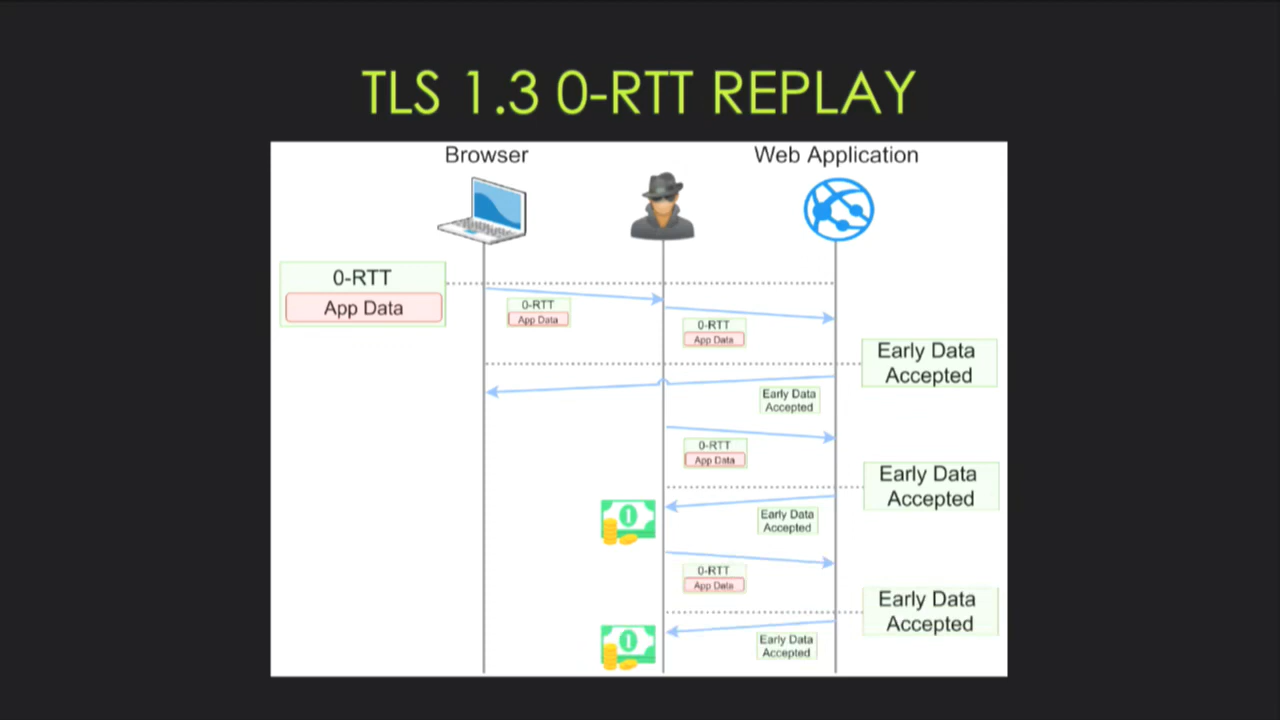 TLS 1.3 0-RTT REPLAY
Browser
Web Application
0-RTT
App Data
0-RTT
App Data
0-RTT
App Data
Early Data
Accepted
Early Data
Accepted
0-RTT
App Data
Early Data
Accepted
1
Early Data
Accepted
0-RTT
App Data
Early Data
Accepted
1
Early Data
Accepted